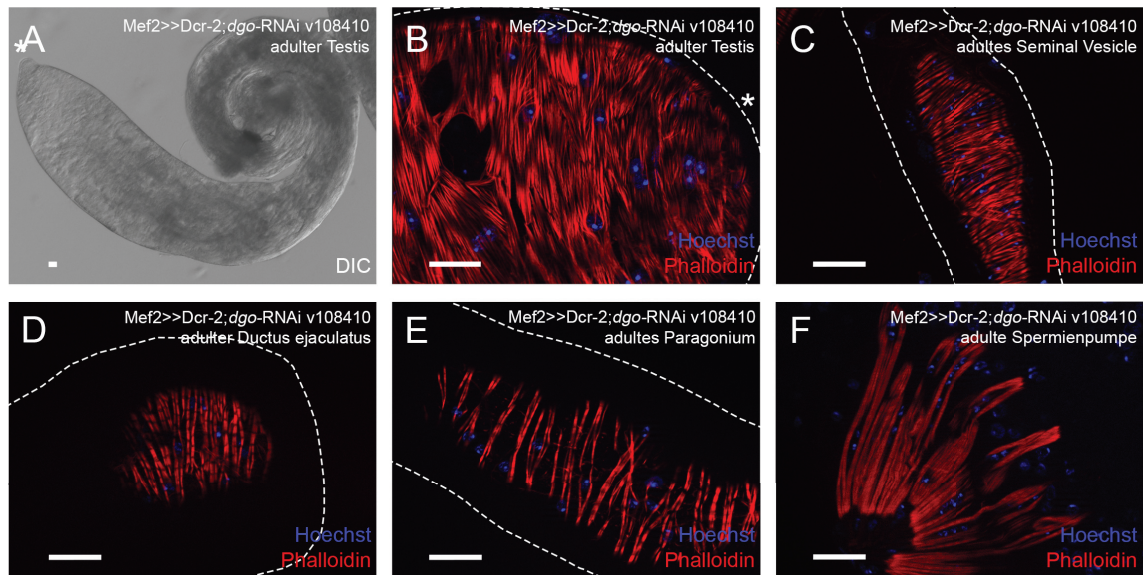 A
Mef2>>Dcr-2;dgo-RNAi v108410
adulter Testis
*
DIC
B
Mef2>>Dcr-2;dgo-RNAi v108410
adulter Testis
*
Hoechst
Phalloidin
C
Mef2>>Dcr-2;dgo-RNAi v108410
adultes Seminal Vesicle
Hoechst
Phalloidin
D
Mef2>>Dcr-2;dgo-RNAi v108410
adulter Ductus ejaculatus
Hoechst
Phalloidin
E
Mef2>>Dcr-2;dgo-RNAi v108410
adultes Paragonium
Hoechst
Phalloidin
F
Mef2>>Dcr-2;dgo-RNAi v108410
adulte Spermienpumpe
Hoechst
Phalloidin